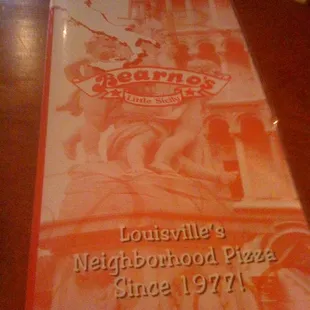 Bearno's
Little Sicily
Louisville's
Neighborhood Pizza
Since 1977!